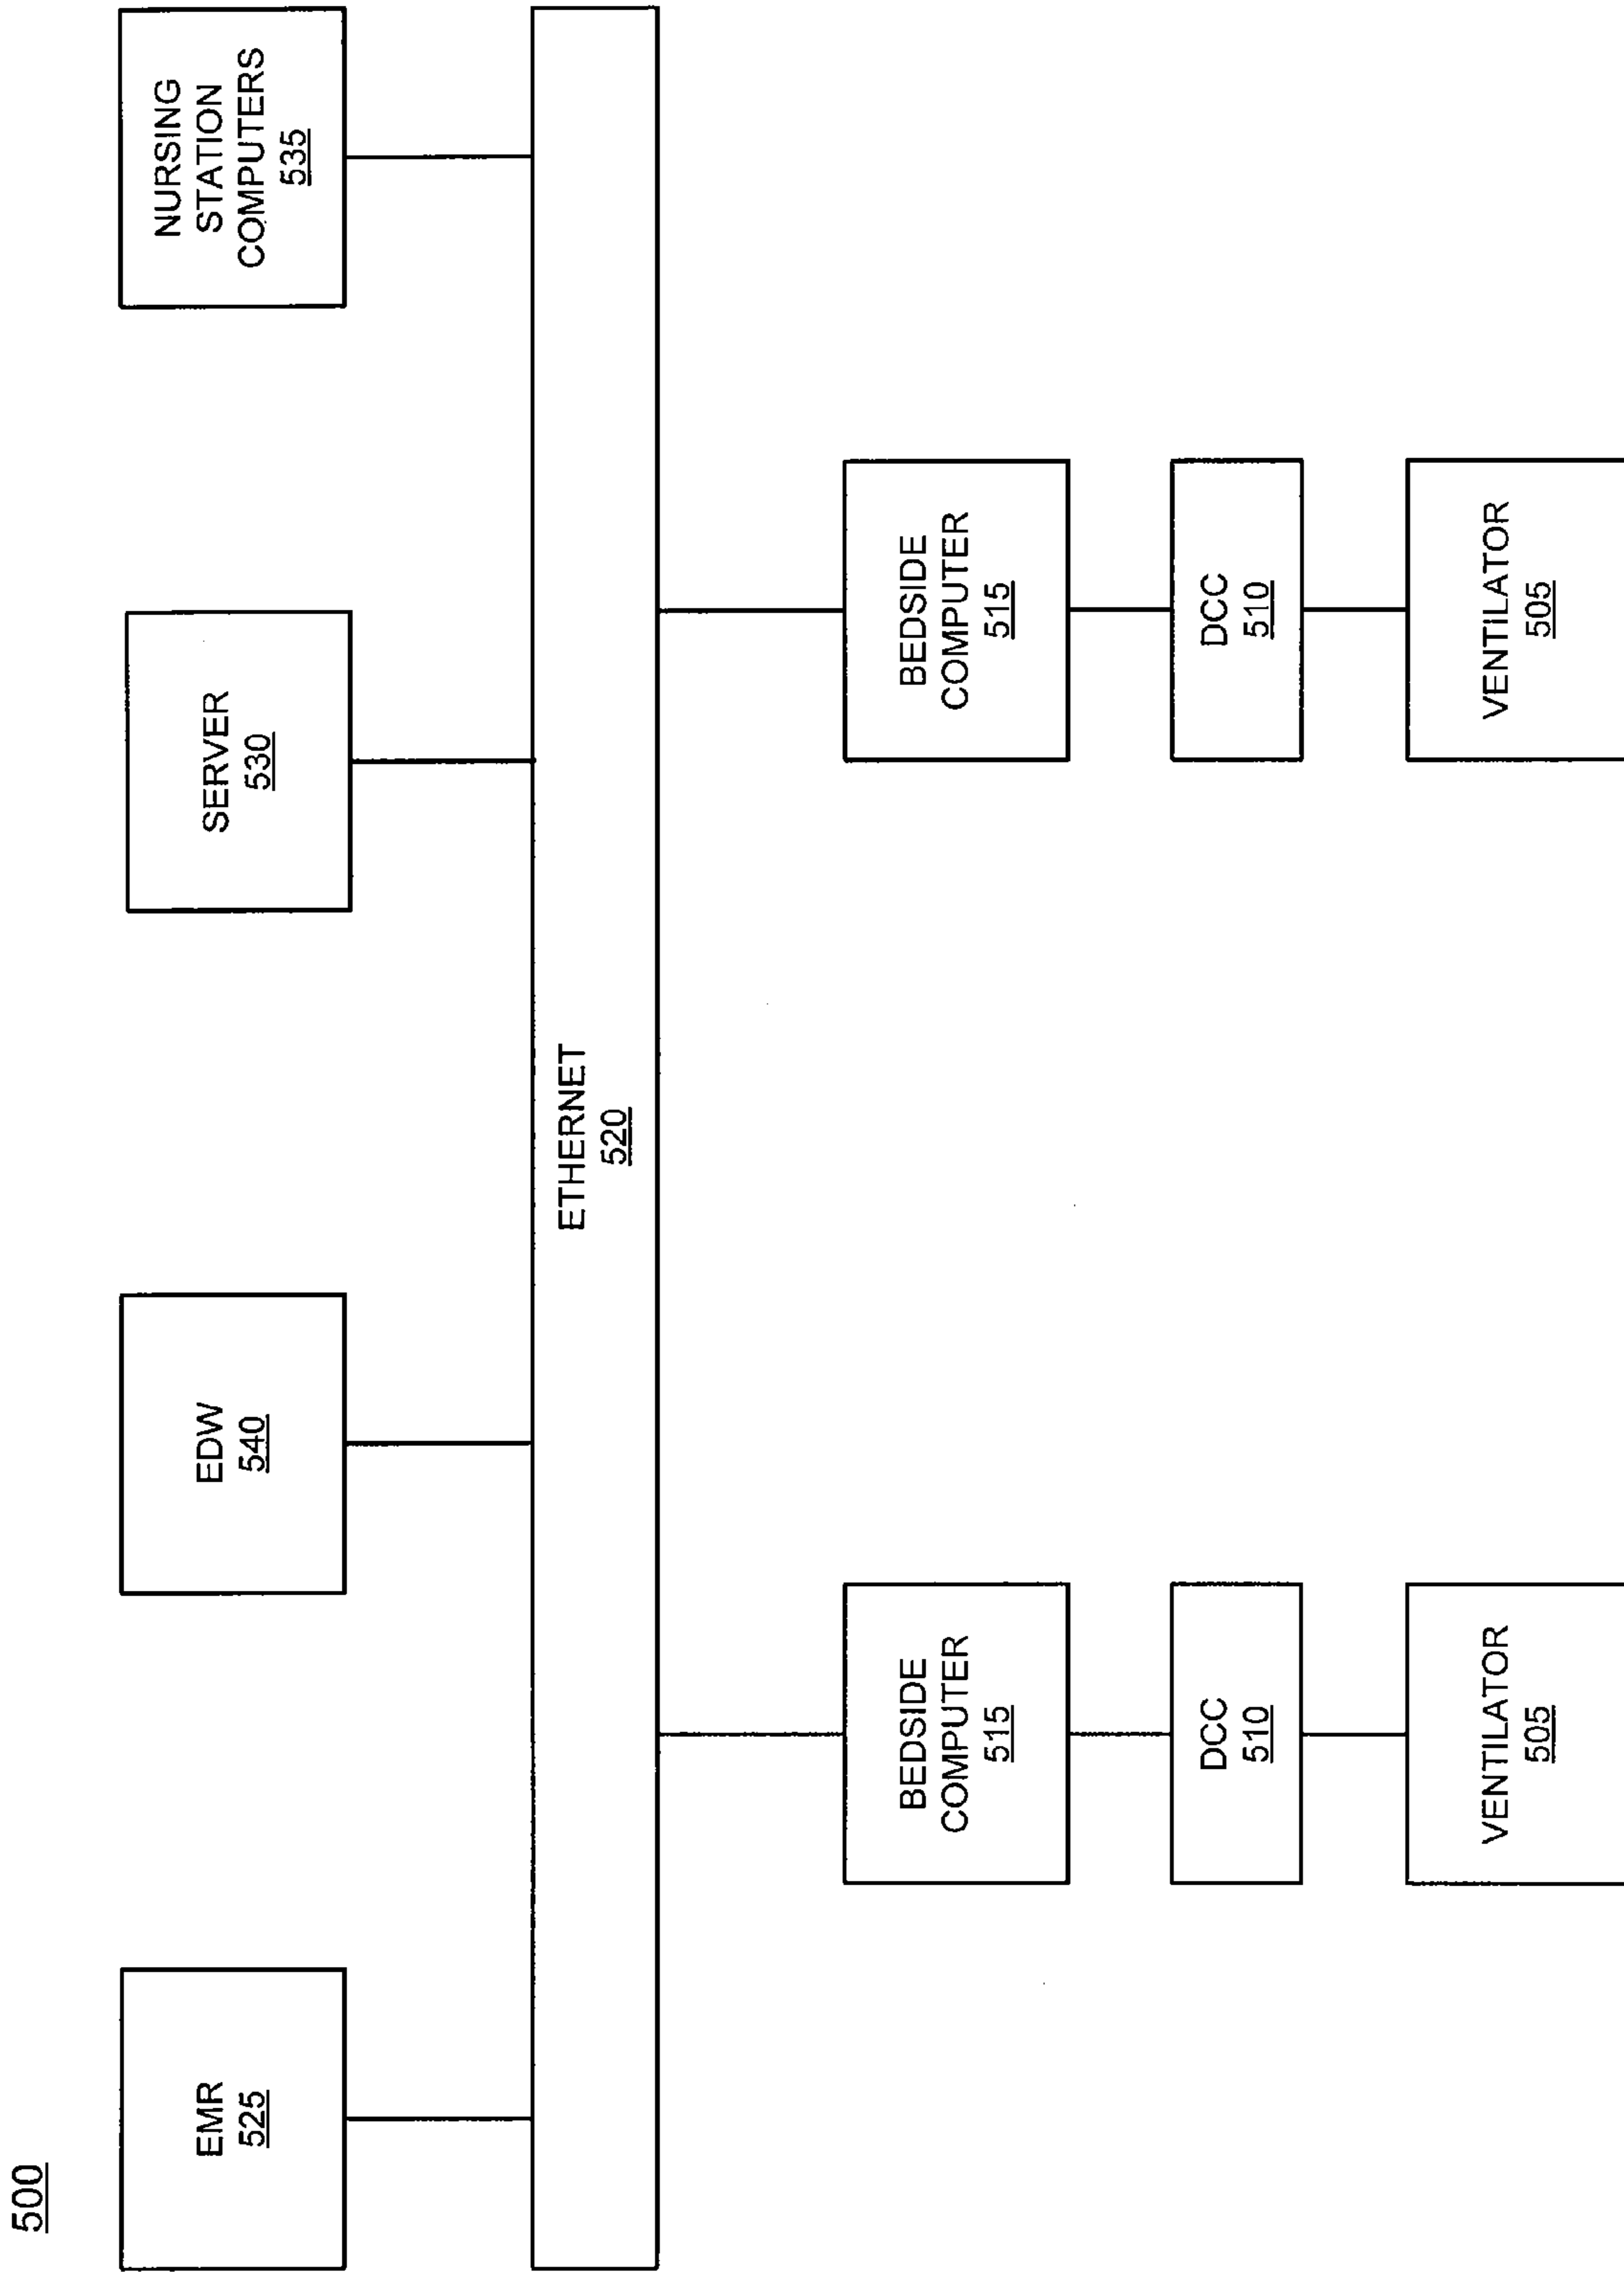 500
EMR
525
EDW
540
SERVER
530
NURSING
STATION
COMPUTERS
535
ETHERNET
520
BEDSIDE
COMPUTER
515
BEDSIDE
COMPUTER
515
DCC
510
DCC
510
VENTILATOR
505
VENTILATOR
505